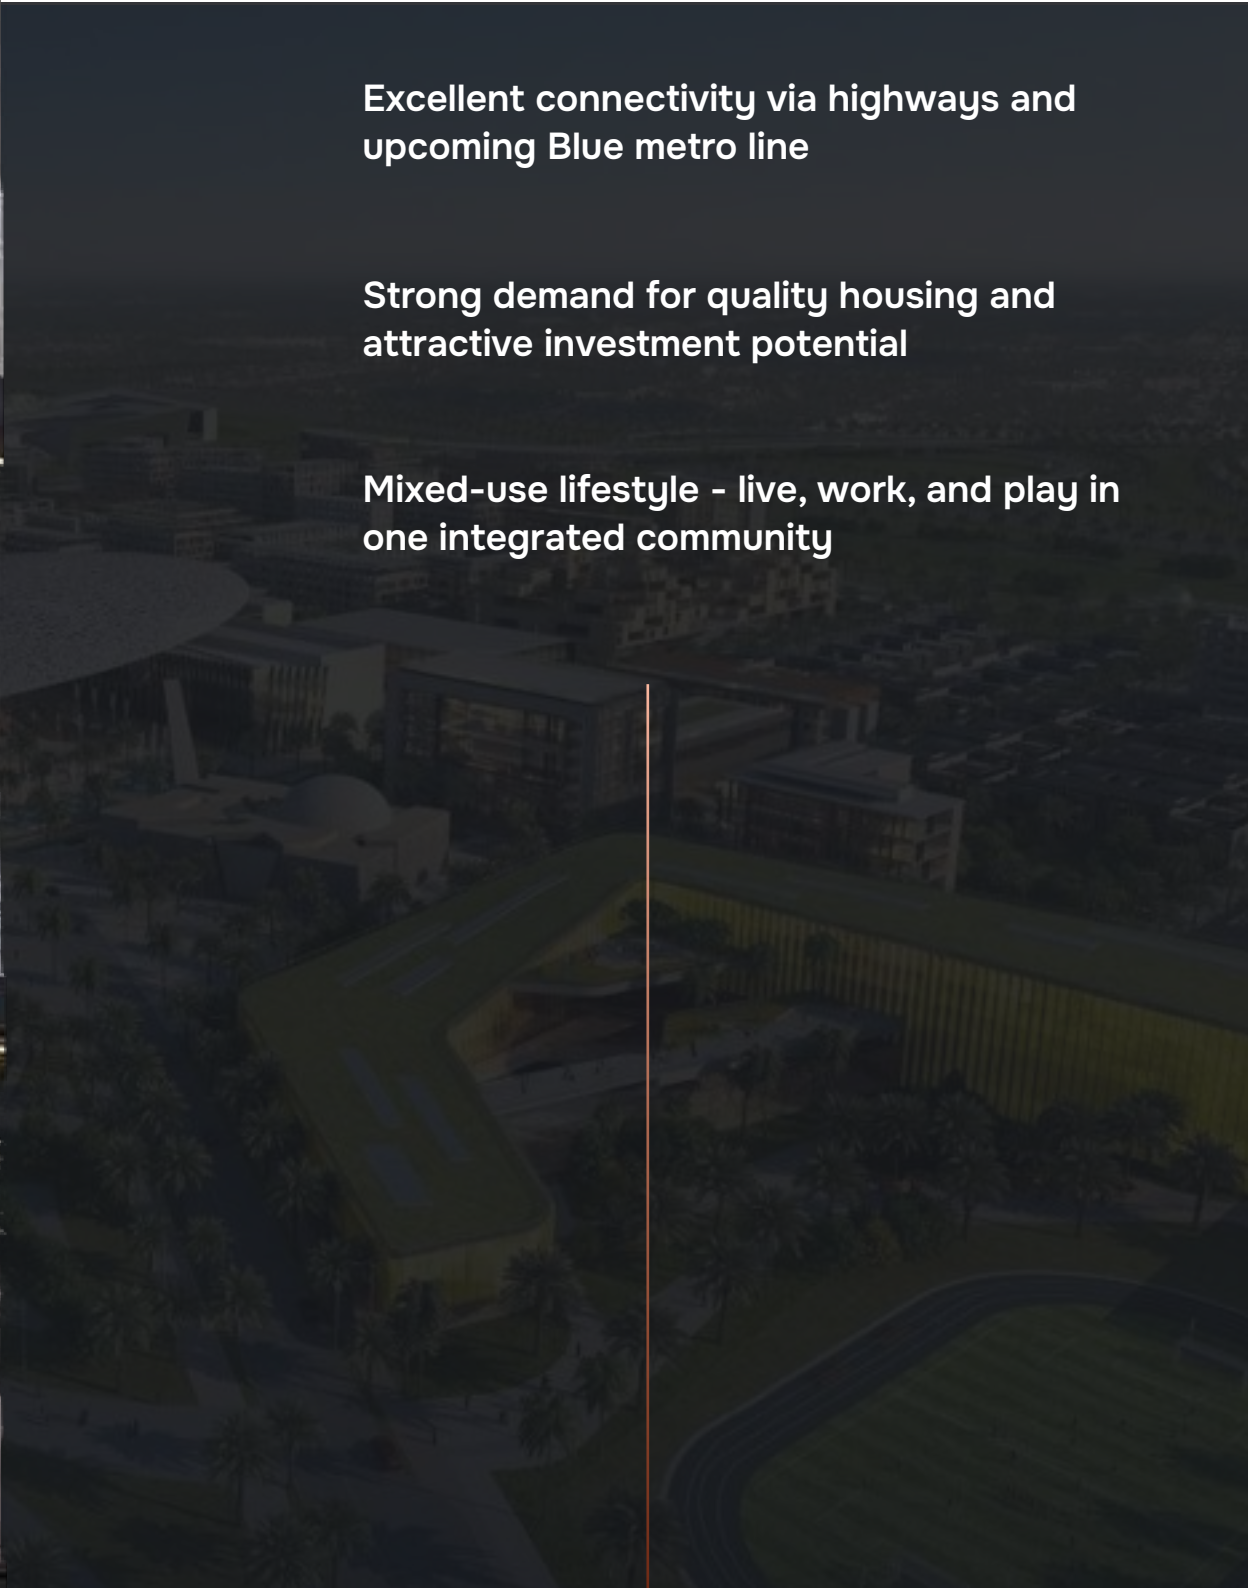 Excellent connectivity via highways and
upcoming Blue metro line
Strong demand for quality housing and
attractive investment potential
Mixed-use lifestyle - live, work, and play in
one integrated community